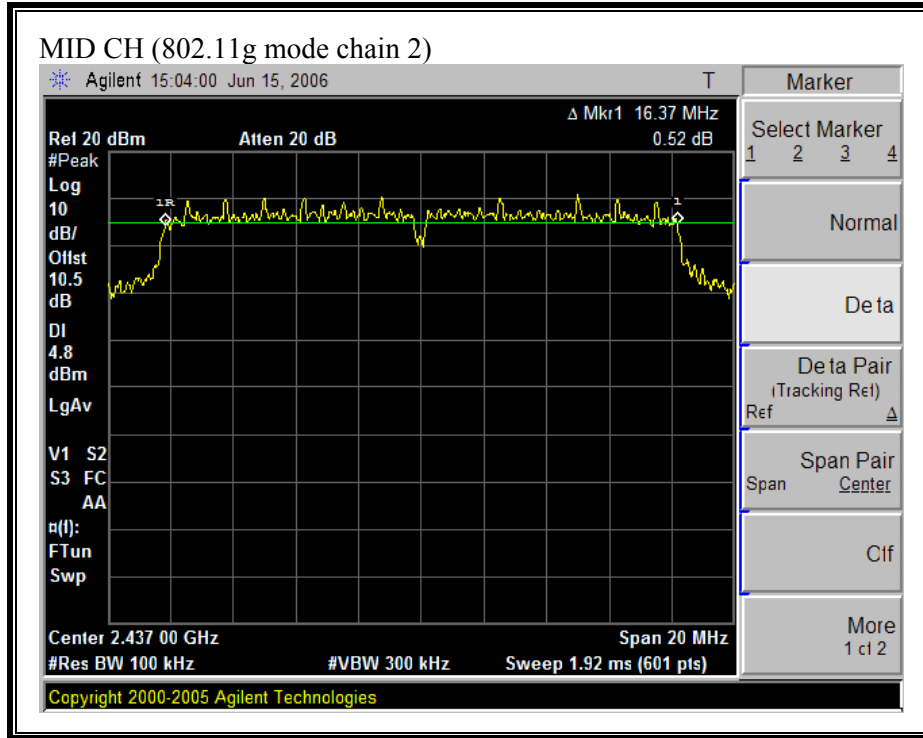 MID CH (802.11g mode chain 2)
Agilent 15:04:00 Jun 15, 2006 T
Δ Mkr1 16.37 MHz
Ref 20 dBm Atten 20 dB 0.52 dB
#Peak
Log
10
dB/
Offst
10.5
dB
DI
4.8
dBm
LgAv
V1 S2
S3 FC
AA
¤(f):
FTun
Swp
1R
1
Center 2.437 00 GHz Span 20 MHz
#Res BW 100 kHz #VBW 300 kHz Sweep 1.92 ms (601 pts)
Copyright 2000-2005 Agilent Technologies
Marker
Select Marker
1 2 3 4
Normal
Delta
Delta Pair
(Tracking Ref)
Ref Δ
Span Pair
Span Center
Off
More
1 of 2